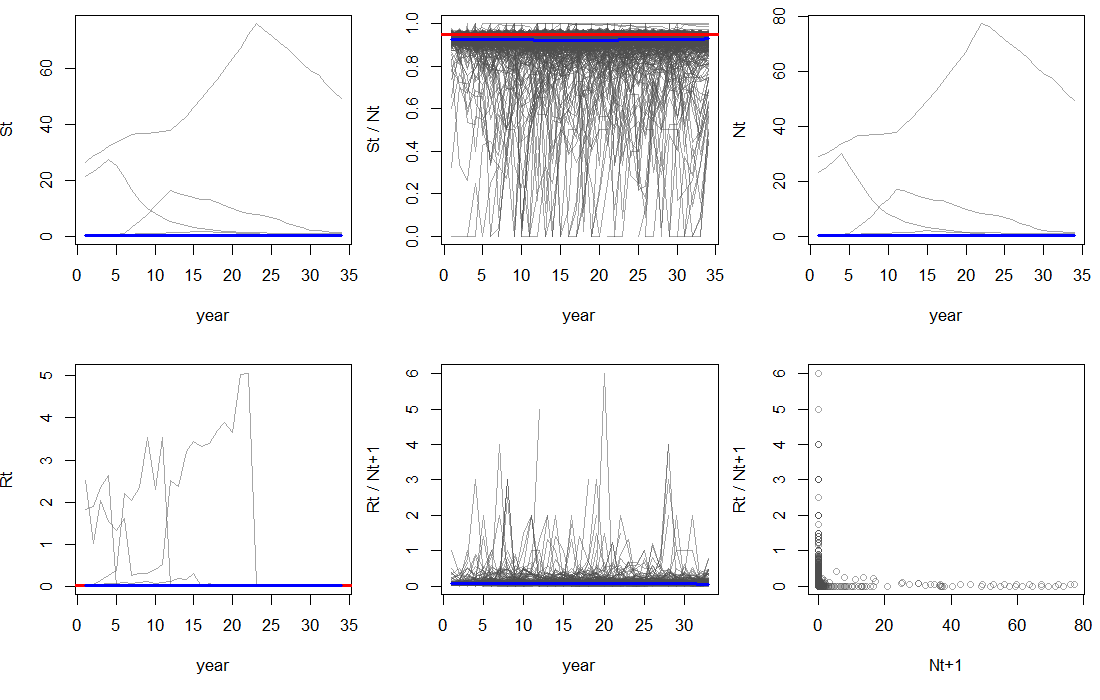 St
0 20 40 60
0 5 10 15 20 25 30 35
year
St / Nt
0.0 0.2 0.4 0.6 0.8 1.0
0 5 10 15 20 25 30 35
year
Nt
0 20 40 60 80
0 5 10 15 20 25 30 35
year
Rt
0 1 2 3 4 5
0 5 10 15 20 25 30 35
year
Rt / Nt+1
0 1 2 3 4 5 6
0 5 10 15 20 25 30
year
Rt / Nt+1
0 1 2 3 4 5 6
0 20 40 60 80
Nt+1